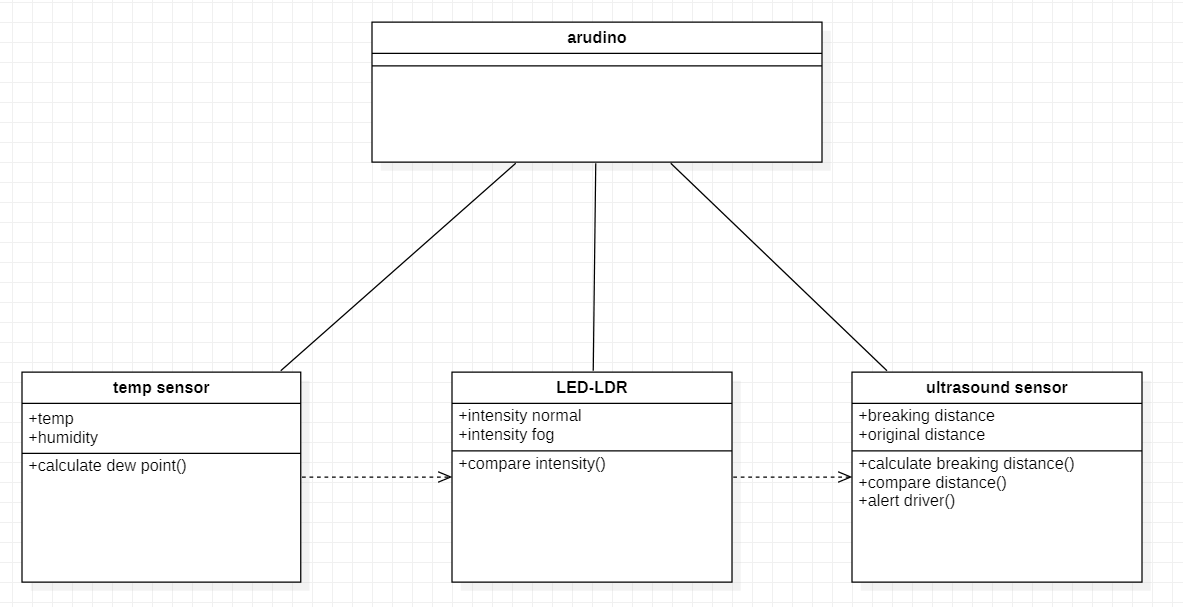 arudino
temp sensor
+temp
+humidity
+calculate dew point()
LED-LDR
+intensity normal
+intensity fog
+compare intensity()
ultrasound sensor
+breaking distance
+original distance
+calculate breaking distance()
+compare distance()
+alert driver()